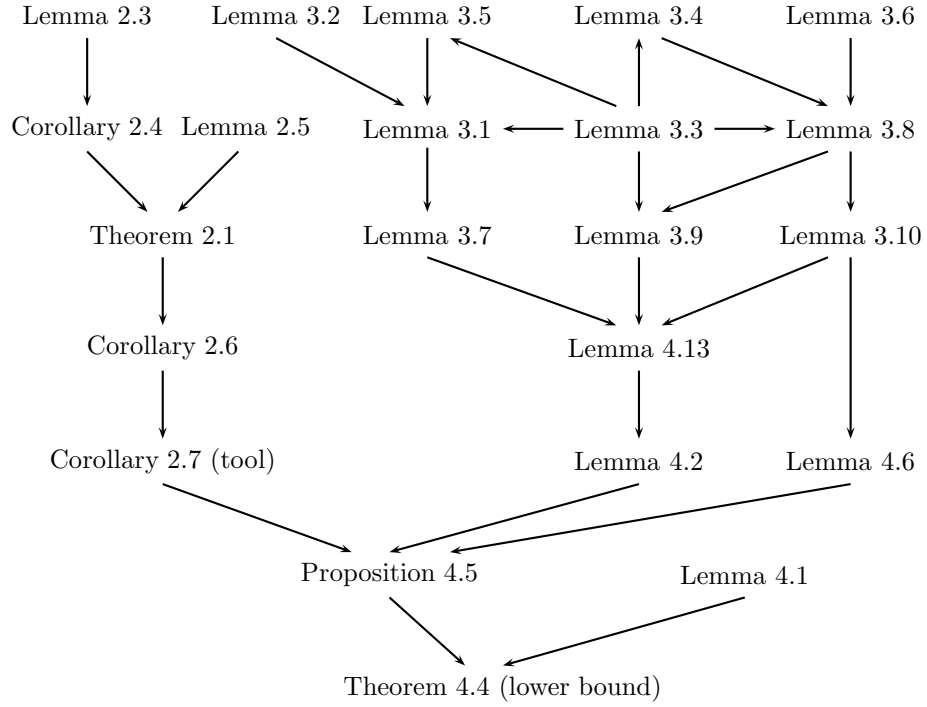 Lemma 2.3 Lemma 3.2 Lemma 3.5 Lemma 3.4 Lemma 3.6
Corollary 2.4 Lemma 2.5 Lemma 3.1 Lemma 3.3 Lemma 3.8
Theorem 2.1 Lemma 3.7 Lemma 3.9 Lemma 3.10
Corollary 2.6 Lemma 4.13
Corollary 2.7 (tool) Lemma 4.2 Lemma 4.6
Proposition 4.5 Lemma 4.1
Theorem 4.4 (lower bound)